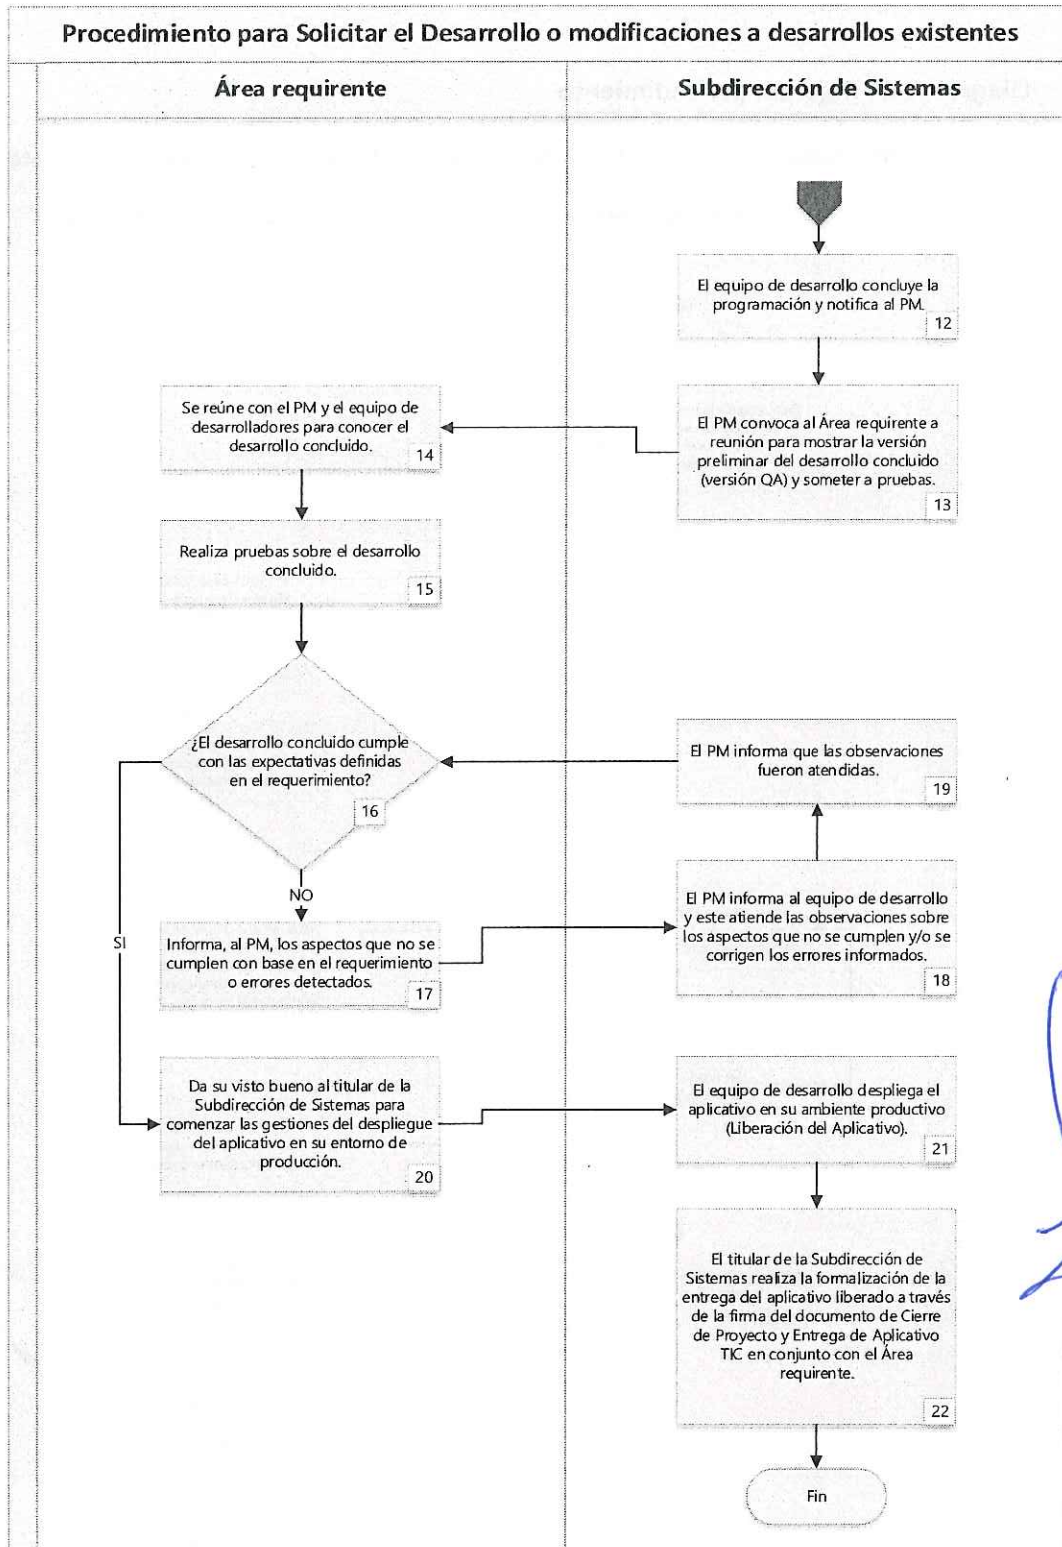 Procedimiento para Solicitar el Desarrollo o modificaciones a desarrollos existentes
Área requirente
Subdirección de Sistemas
El equipo de desarrollo concluye la
programación y notifica al PM.
12
El PM convoca al Área requirente a
reunión para mostrar la versión
preliminar del desarrollo concluido
(versión QA) y someter a pruebas.
13
Se reúne con el PM y el equipo de
desarrolladores para conocer el
desarrollo concluido.
14
Realiza pruebas sobre el desarrollo
concluido.
15
¿El desarrollo concluido cumple
con las expectativas definidas
en el requerimiento?
16
NO
SI
Informa, al PM, los aspectos que no se
cumplen con base en el requerimiento
o errores detectados.
17
El PM informa al equipo de desarrollo
y este atiende las observaciones sobre
los aspectos que no se cumplen y/o se
corrigen los errores informados.
18
El PM informa que las observaciones
fueron atendidas.
19
Da su visto bueno al titular de la
Subdirección de Sistemas para
comenzar las gestiones del despliegue
del aplicativo en su entorno de
producción.
20
El equipo de desarrollo despliega el
aplicativo en su ambiente productivo
(Liberación del Aplicativo).
21
El titular de la Subdirección de
Sistemas realiza la formalización de la
entrega del aplicativo liberado a través
de la firma del documento de Cierre
de Proyecto y Entrega de Aplicativo
TIC en conjunto con el Área
requirente.
22
Fin